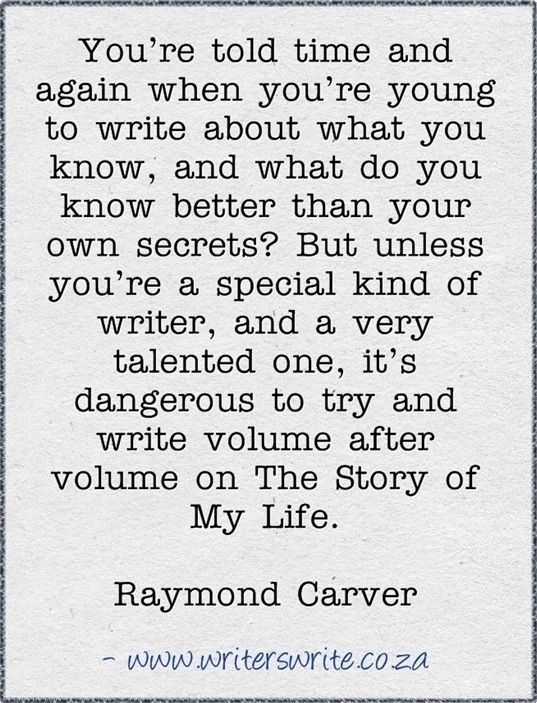 You’re told time and
again when you’re young
to write about what you
know, and what do you
know better than your
own secrets? But unless
you’re a special kind of
writer, and a very
talented one, it’s
dangerous to try and
write volume after
volume on The Story of
My Life.
Raymond Carver
- www.writerswrite.co.za